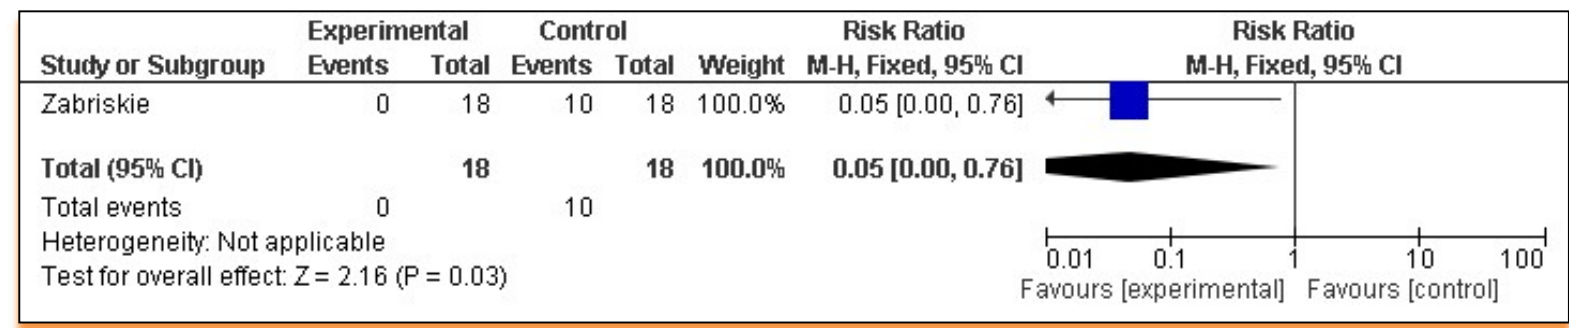 Experimental Control Risk Ratio Risk Ratio
Study or Subgroup Events Total Events Total Weight M-H, Fixed, 95% CI M-H, Fixed, 95% CI
Zabriskie 0 18 10 18 100.0% 0.05 [0.00, 0.76]
Total (95% CI) 18 18 100.0% 0.05 [0.00, 0.76]
Total events 0 10
Heterogeneity: Not applicable
Test for overall effect: Z = 2.16 (P = 0.03)
0.01 0.1 1 10 100
Favours [experimental] Favours [control]